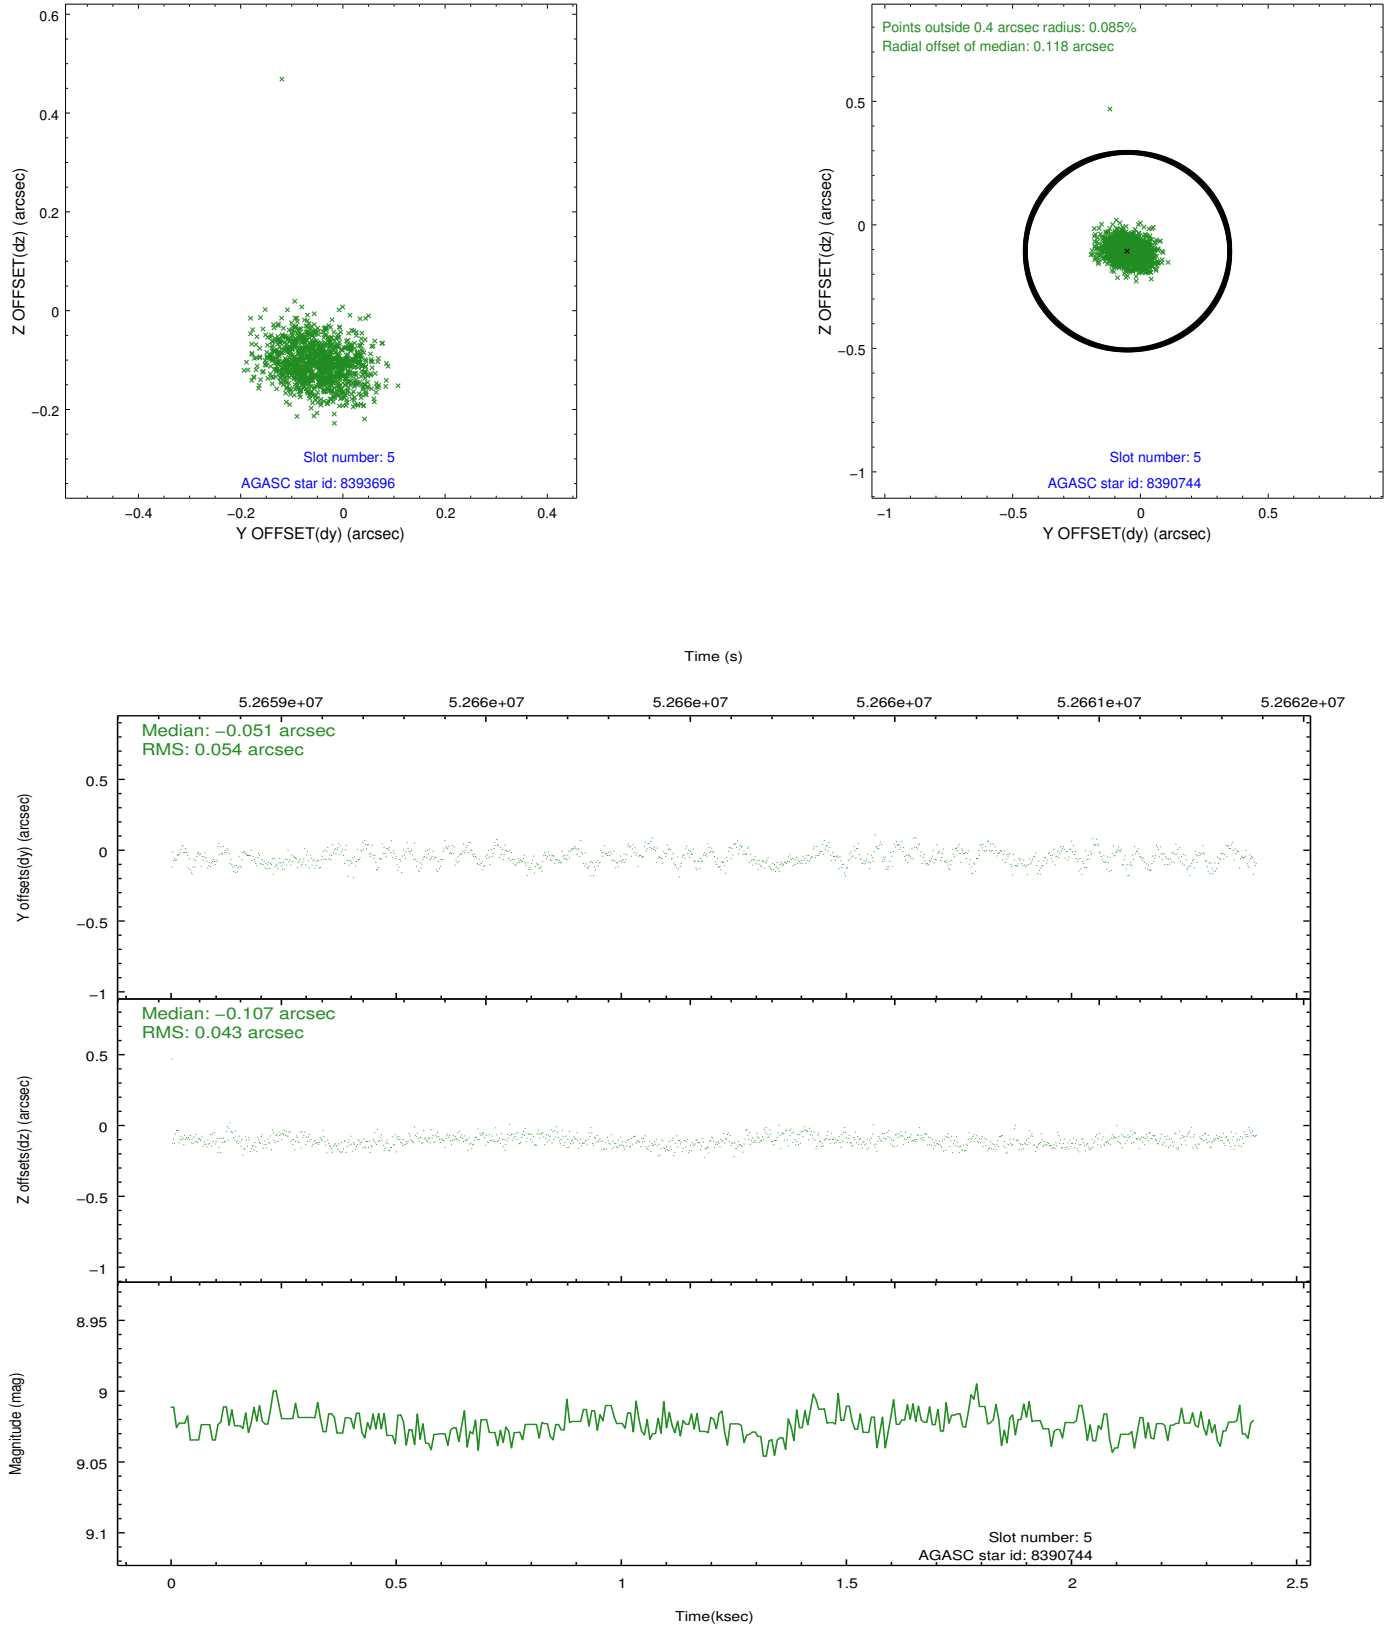 0.6
0.4
0.2
0
−0.2
Z OFFSET(dz) (arcsec)
Slot number: 5
AGASC star id: 8393696
−0.4 −0.2 0 0.2 0.4
Y OFFSET(dy) (arcsec)
Points outside 0.4 arcsec radius: 0.085%
Radial offset of median: 0.118 arcsec
0.5
0
−0.5
−1
Z OFFSET(dz) (arcsec)
Slot number: 5
AGASC star id: 8390744
−1 −0.5 0 0.5
Y OFFSET(dy) (arcsec)
Time (s)
5.2659e+07 5.266e+07 5.266e+07 5.266e+07 5.2661e+07 5.2662e+07
Median: −0.051 arcsec
RMS: 0.054 arcsec
0.5
0
−0.5
−1
Y offsets(dy) (arcsec)
Median: −0.107 arcsec
RMS: 0.043 arcsec
0.5
0
−0.5
−1
Z offsets(dz) (arcsec)
8.95
9
9.05
9.1
Magnitude (mag)
Slot number: 5
AGASC star id: 8390744
0 0.5 1 1.5 2 2.5
Time(ksec)